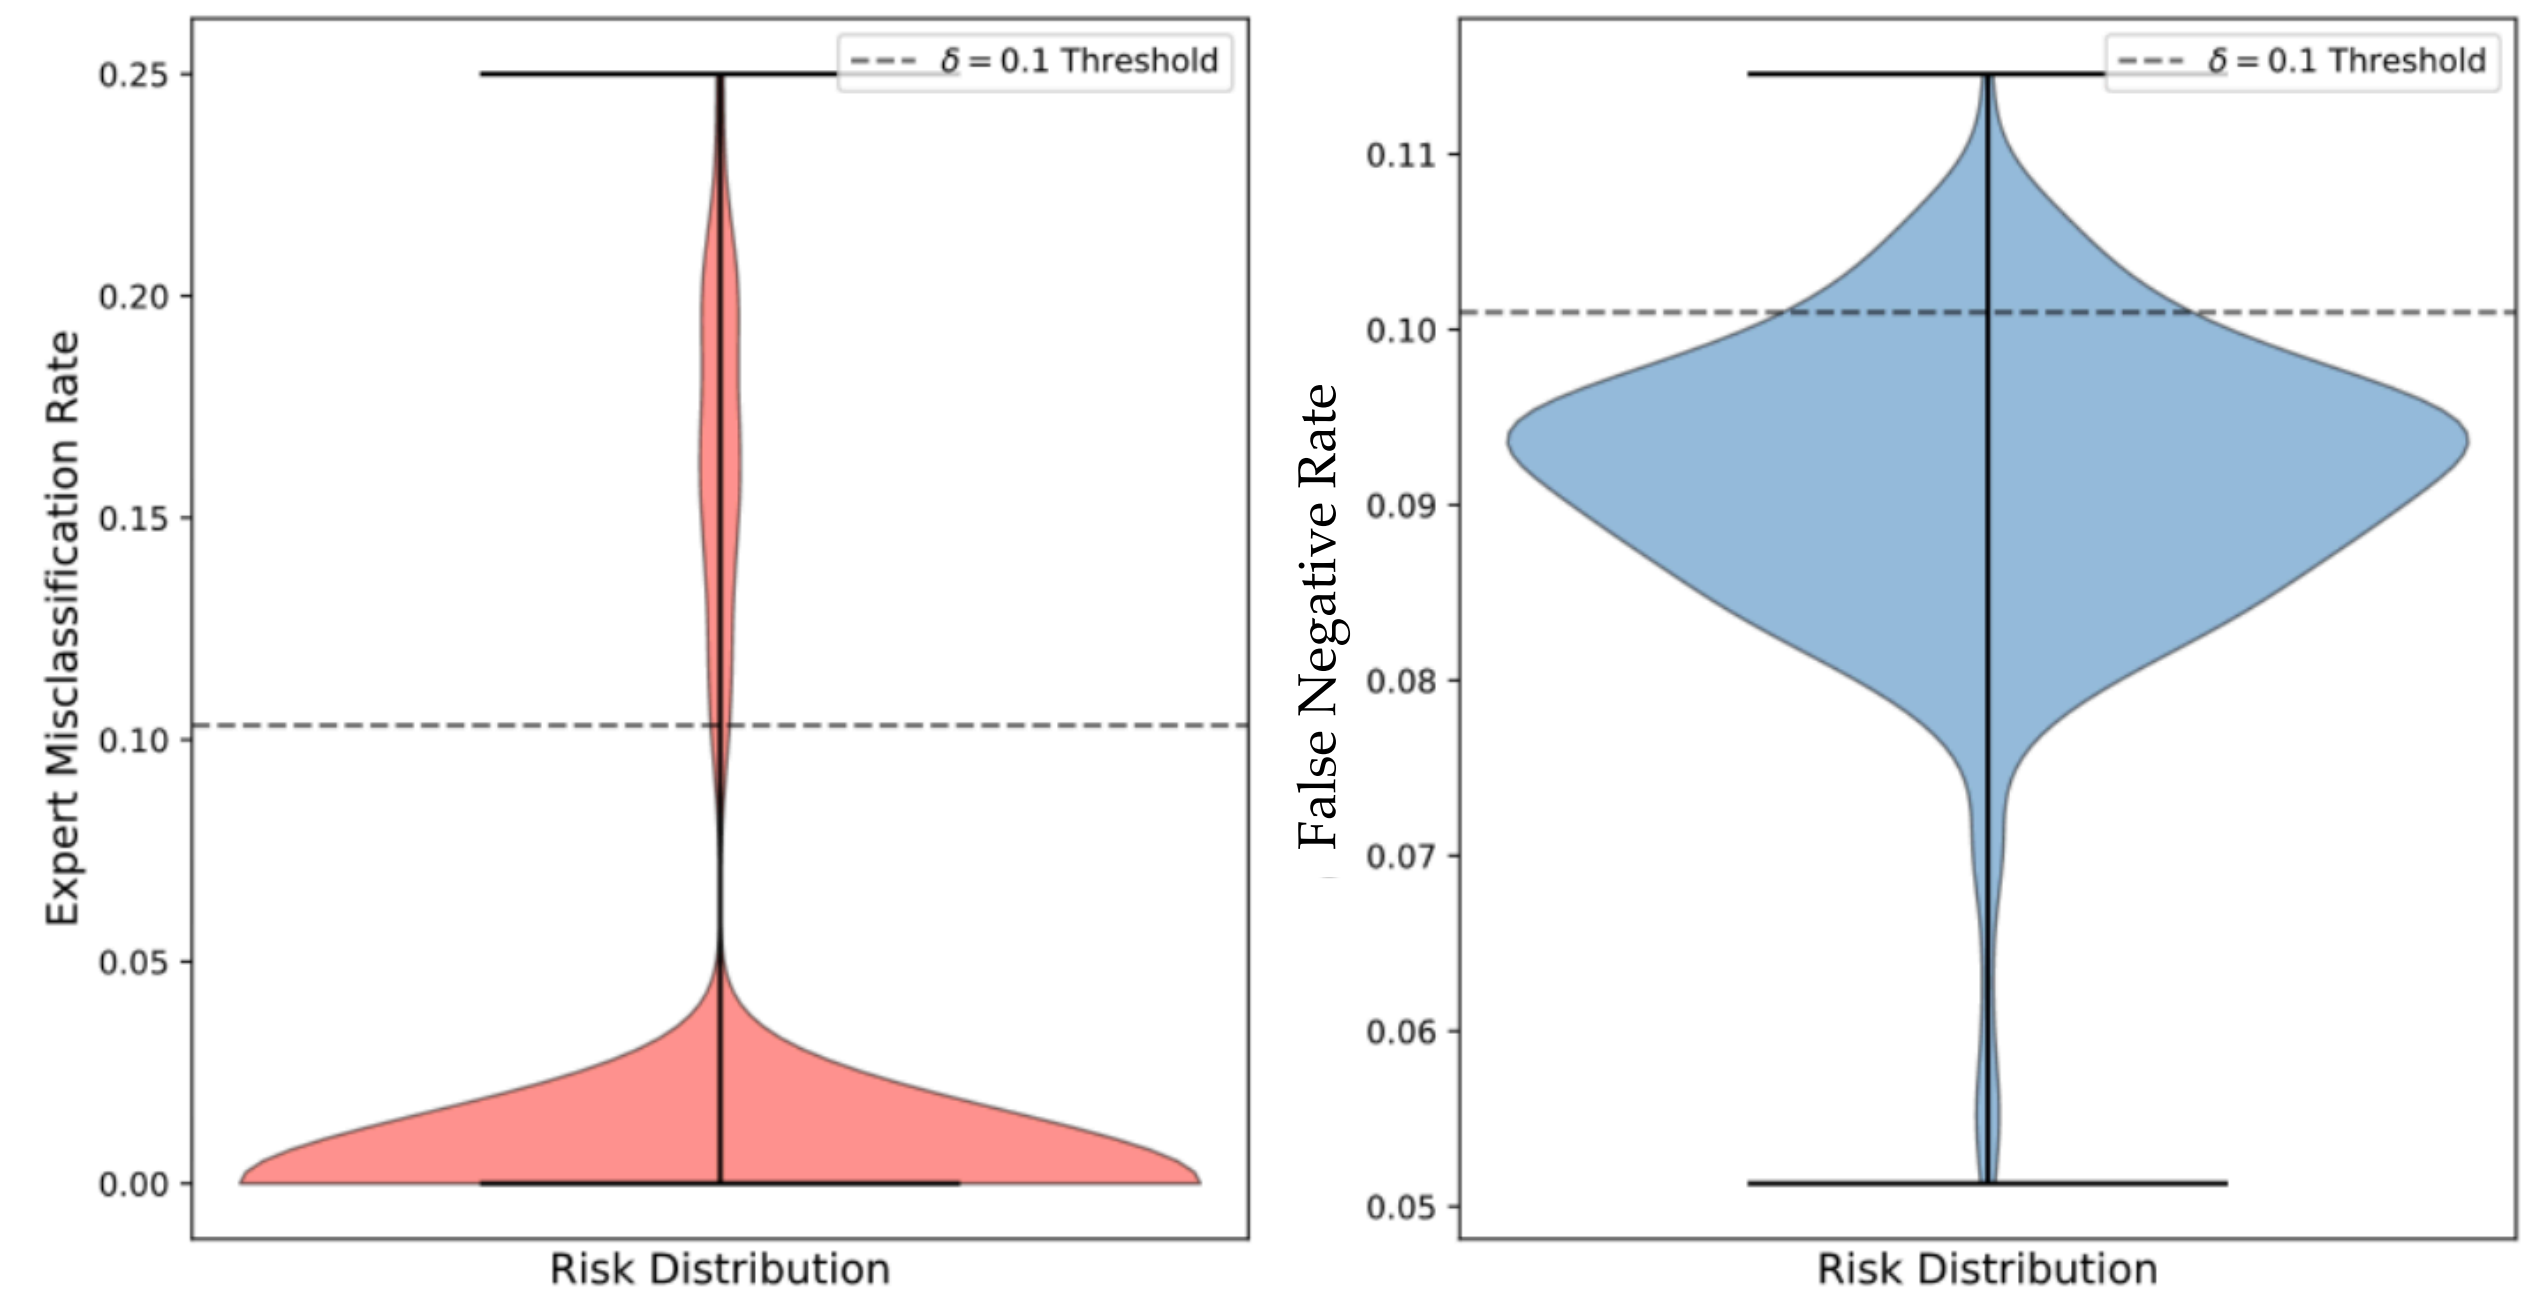 δ = 0.1 Threshold
0.25
0.20
0.15
0.10
0.05
0.00
Expert Misclassification Rate
Risk Distribution
δ = 0.1 Threshold
0.11
0.10
0.09
0.08
0.07
0.06
0.05
False Negative Rate
Risk Distribution